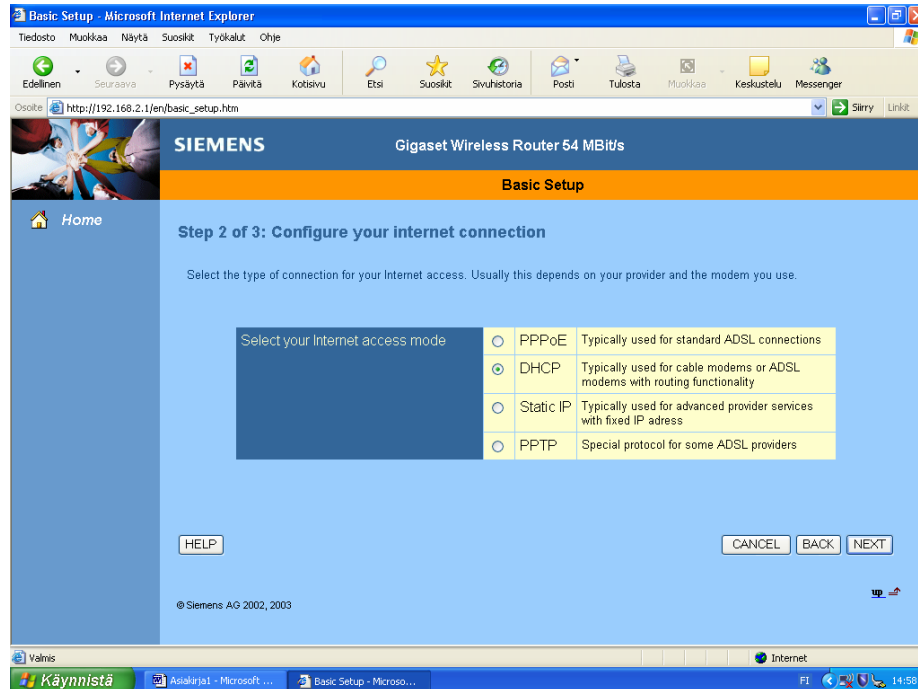 Basic Setup - Microsoft Internet Explorer
Tiedosto Muokkaa Näytä Suosikit Työkalut Ohje
Edellinen Seuraava Pysäytä Päivitä Kotisivu Etsi Suosikit Sivuhistoria Posti Tulosta Muokkaa Keskustelu Messenger
Osoite http://192.168.2.1/en/basic_setup.htm Siirry Linkit
SIEMENS Gigaset Wireless Router 54 MBit/s
Basic Setup
Home
Step 2 of 3: Configure your internet connection
Select the type of connection for your Internet access. Usually this depends on your provider and the modem you use.
Select your Internet access mode PPPoE Typically used for standard ADSL connections
DHCP Typically used for cable modems or ADSL
modems with routing functionality
Static IP Typically used for advanced provider services
with fixed IP adress
PPTP Special protocol for some ADSL providers
HELP CANCEL BACK NEXT
up
© Siemens AG 2002, 2003
Valmis Internet
Käynnistä Asiakirja1 - Microsoft ... Basic Setup - Microso... FI 14:58